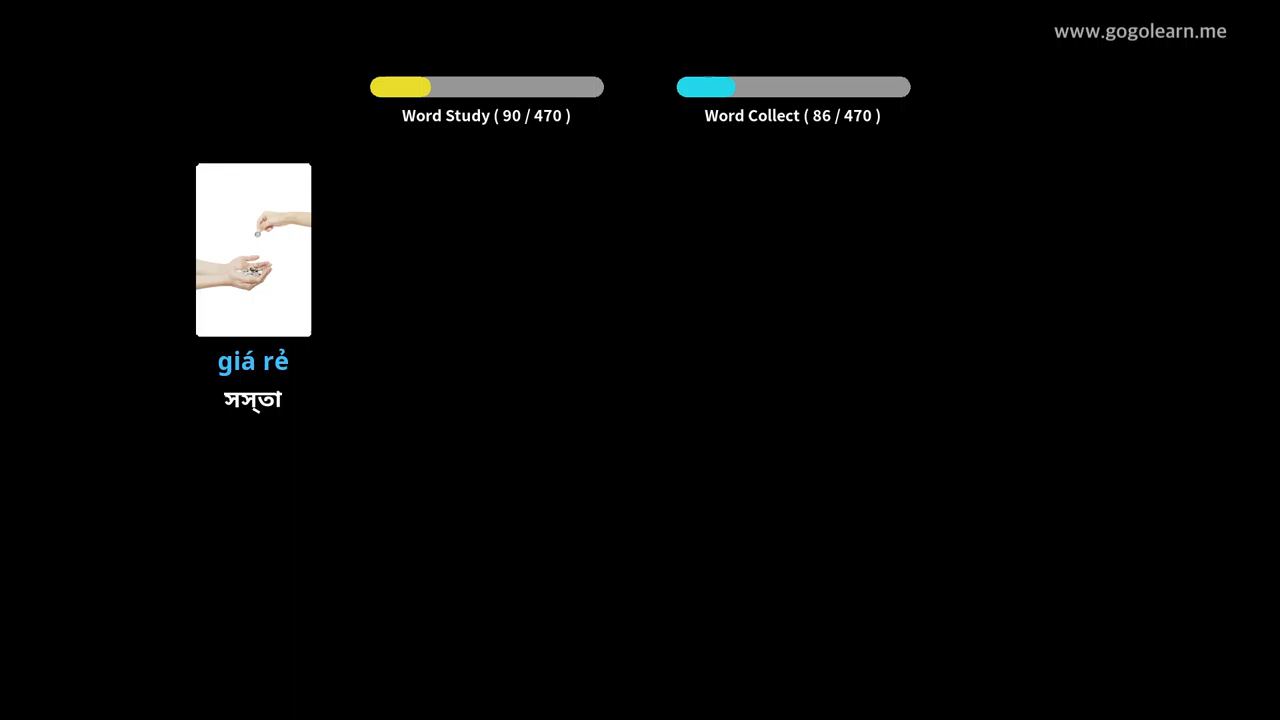 www.gogolearn.me
Word Study ( 90 / 470 )
Word Collect ( 86 / 470 )
giá rẻ
সস্তা